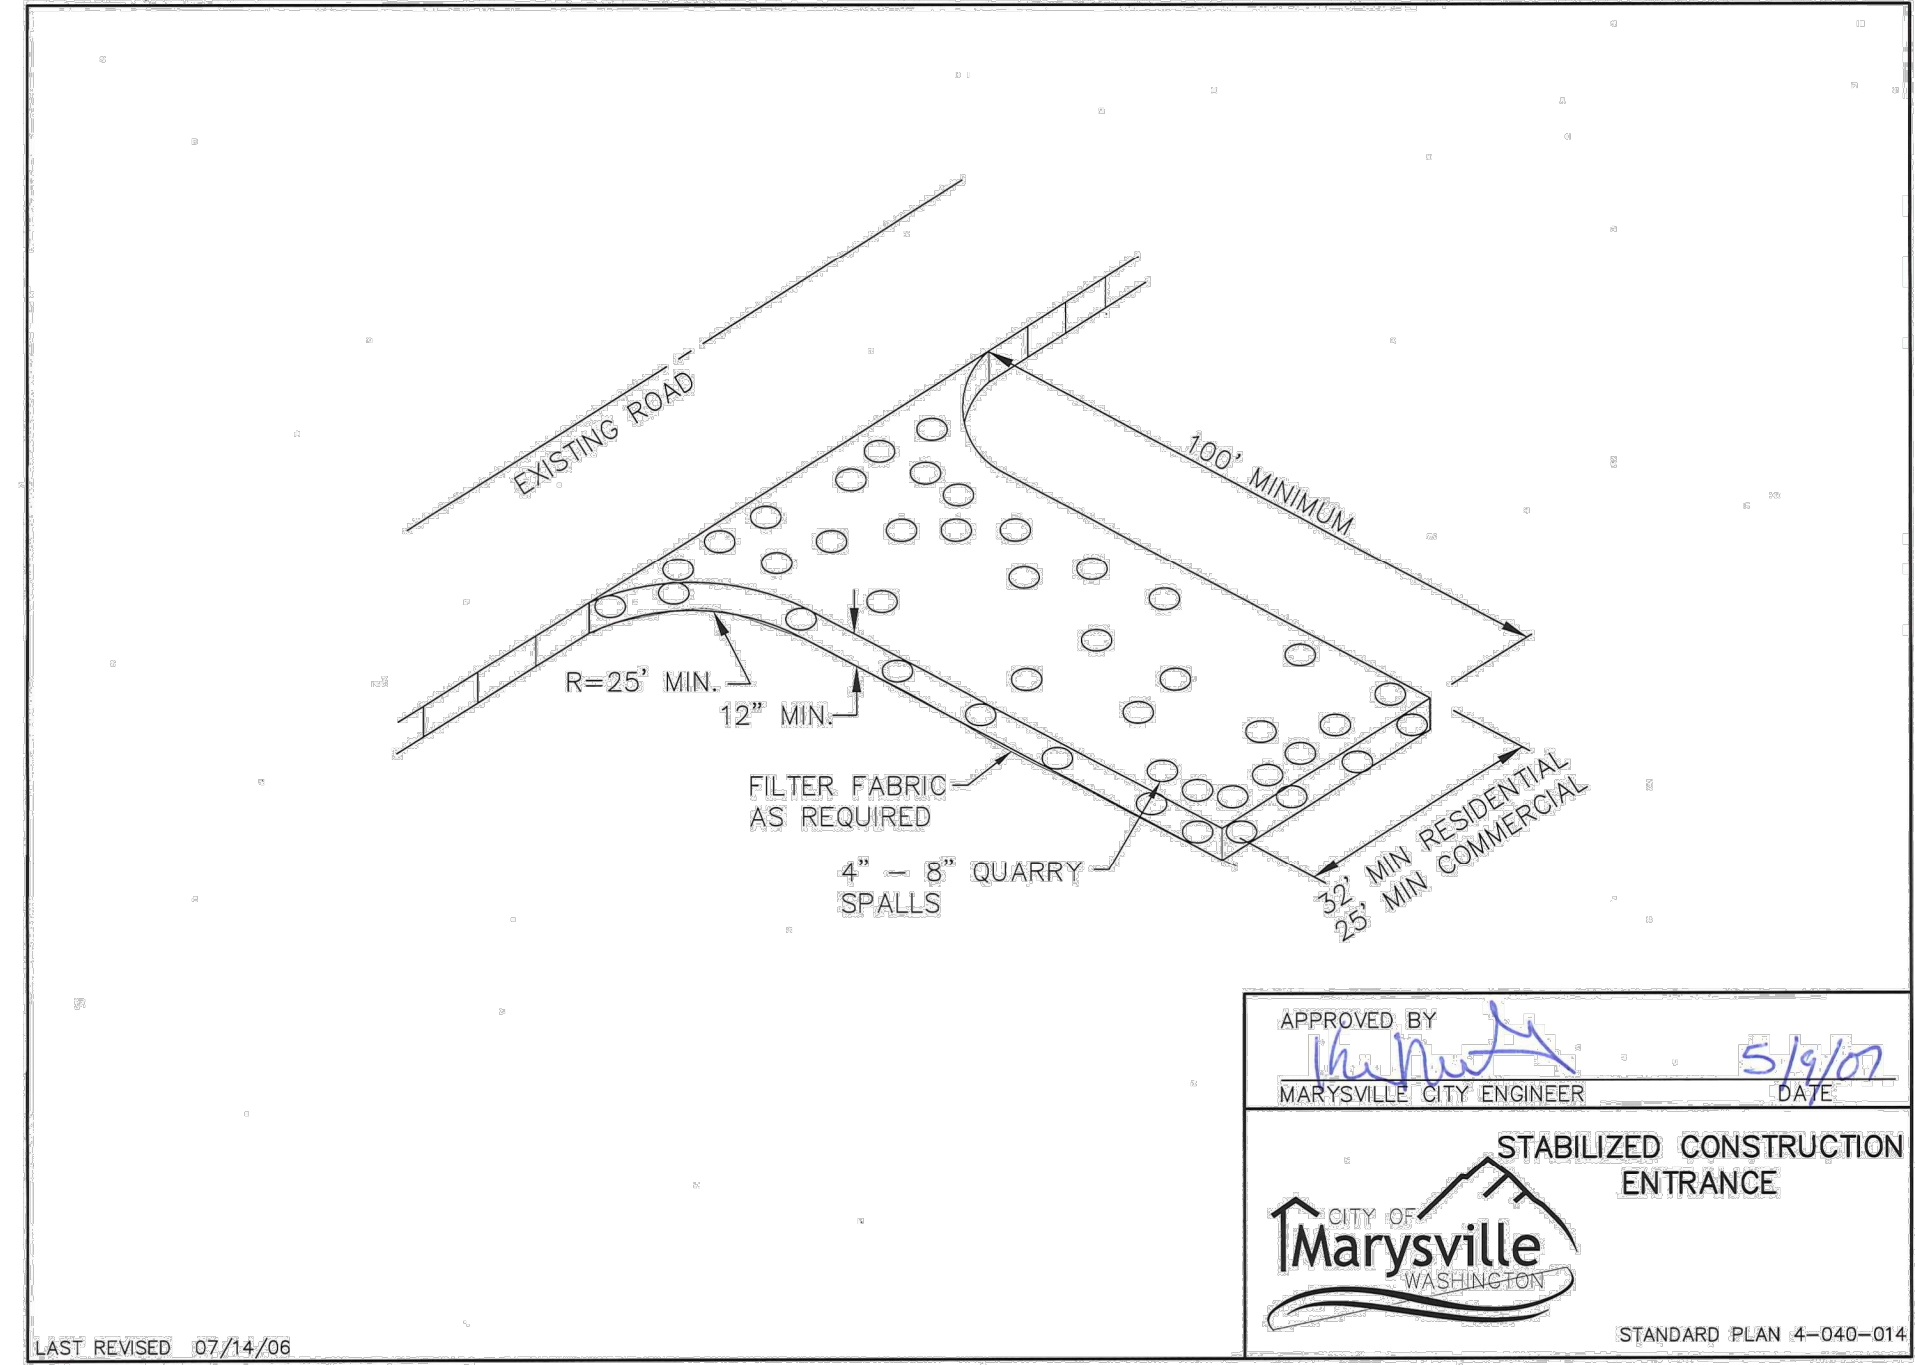 EXISTING ROAD
100' MINIMUM
R=25' MIN.
12" MIN.
FILTER FABRIC
AS REQUIRED
4" – 8" QUARRY
SPALLS
32' MIN RESIDENTIAL
25' MIN COMMERCIAL
APPROVED BY
5/9/07
MARYSVILLE CITY ENGINEER
DATE
STABILIZED CONSTRUCTION
ENTRANCE
CITY OF
Marysville
WASHINGTON
STANDARD PLAN 4-040-014
LAST REVISED 07/14/06